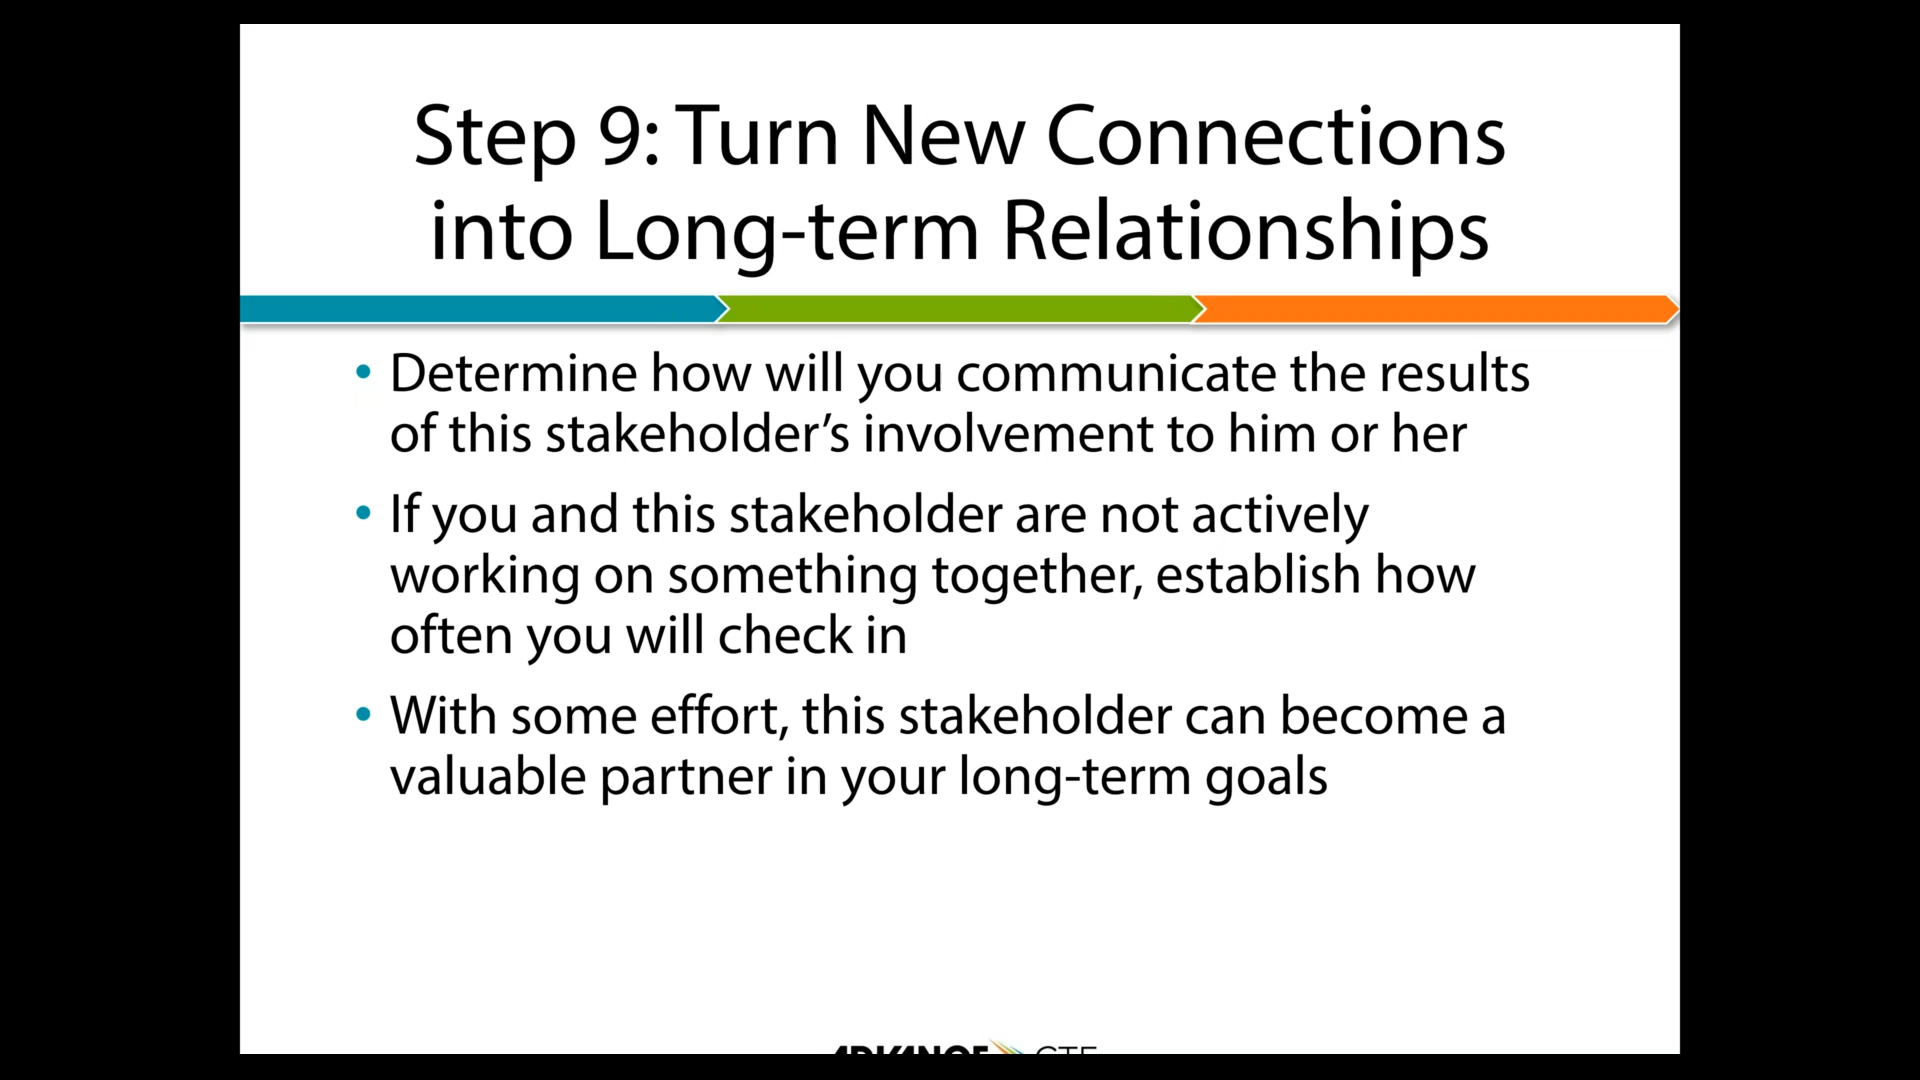 Step 9: Turn New Connections
into Long-term Relationships
• Determine how will you communicate the results
of this stakeholder’s involvement to him or her
• If you and this stakeholder are not actively
working on something together, establish how
often you will check in
• With some effort, this stakeholder can become a
valuable partner in your long-term goals
ADVANCE CTE